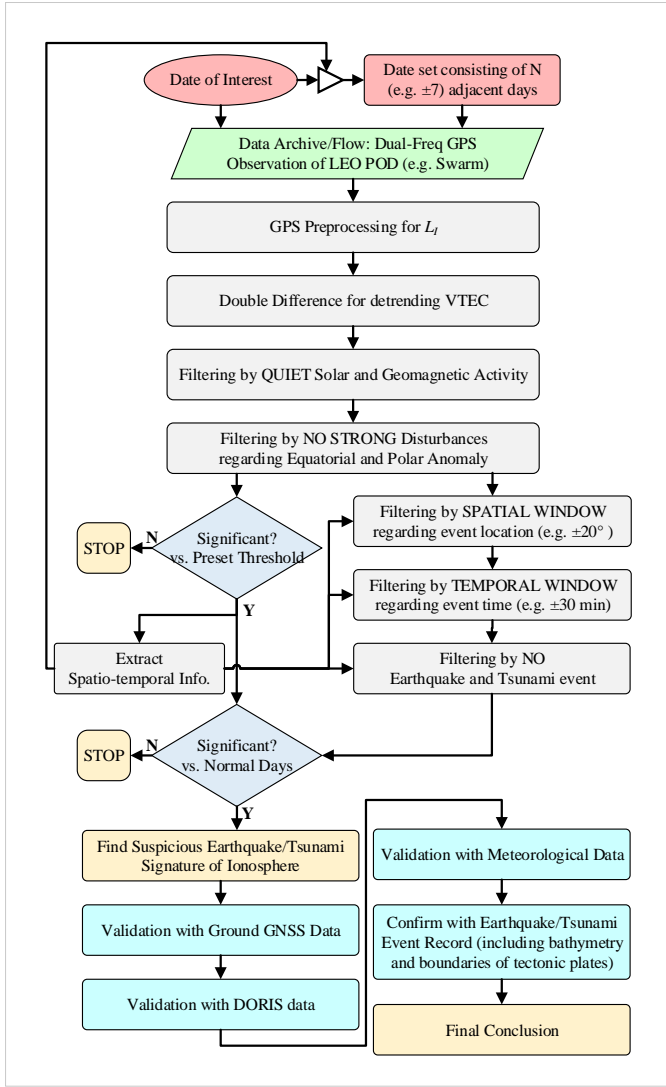 Date of Interest
Date set consisting of N
(e.g. ±7) adjacent days
Data Archive/Flow: Dual-Freq GPS
Observation of LEO POD (e.g. Swarm)
GPS Preprocessing for L_I
Double Difference for detrending VTEC
Filtering by QUIET Solar and Geomagnetic Activity
Filtering by NO STRONG Disturbances
regarding Equatorial and Polar Anomaly
Significant?
vs. Preset Threshold
N
STOP
Y
Filtering by SPATIAL WINDOW
regarding event location (e.g. ±20° )
Filtering by TEMPORAL WINDOW
regarding event time (e.g. ±30 min)
Extract
Spatio-temporal Info.
Filtering by NO
Earthquake and Tsunami event
Significant?
vs. Normal Days
N
STOP
Y
Find Suspicious Earthquake/Tsunami
Signature of Ionosphere
Validation with Ground GNSS Data
Validation with DORIS data
Validation with Meteorological Data
Confirm with Earthquake/Tsunami
Event Record (including bathymetry
and boundaries of tectonic plates)
Final Conclusion